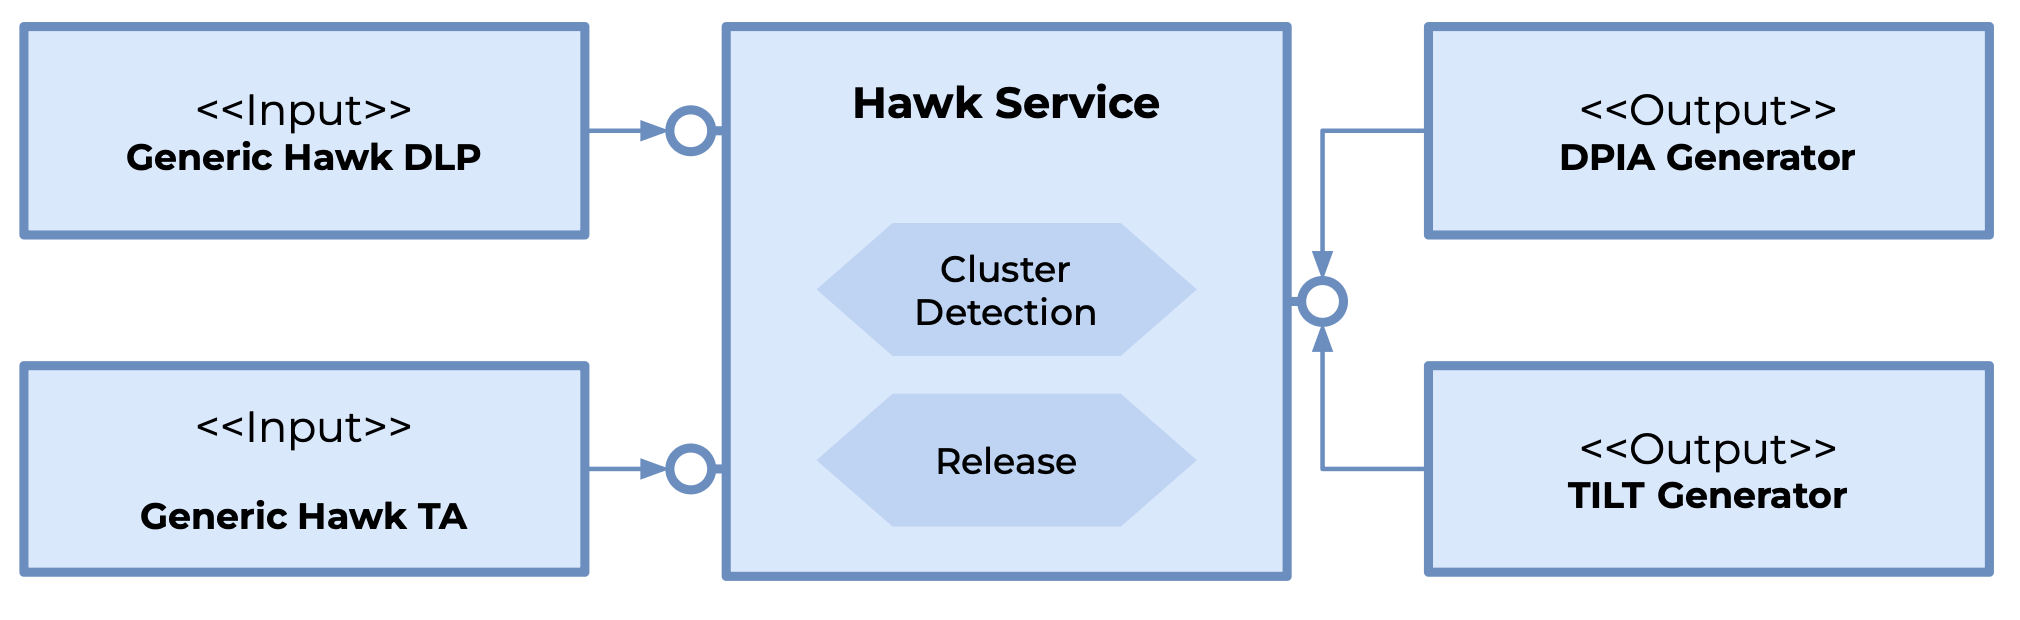 <<Input>>
Generic Hawk DLP
<<Input>>
Generic Hawk TA
Hawk Service
Cluster
Detection
Release
<<Output>>
DPIA Generator
<<Output>>
TILT Generator